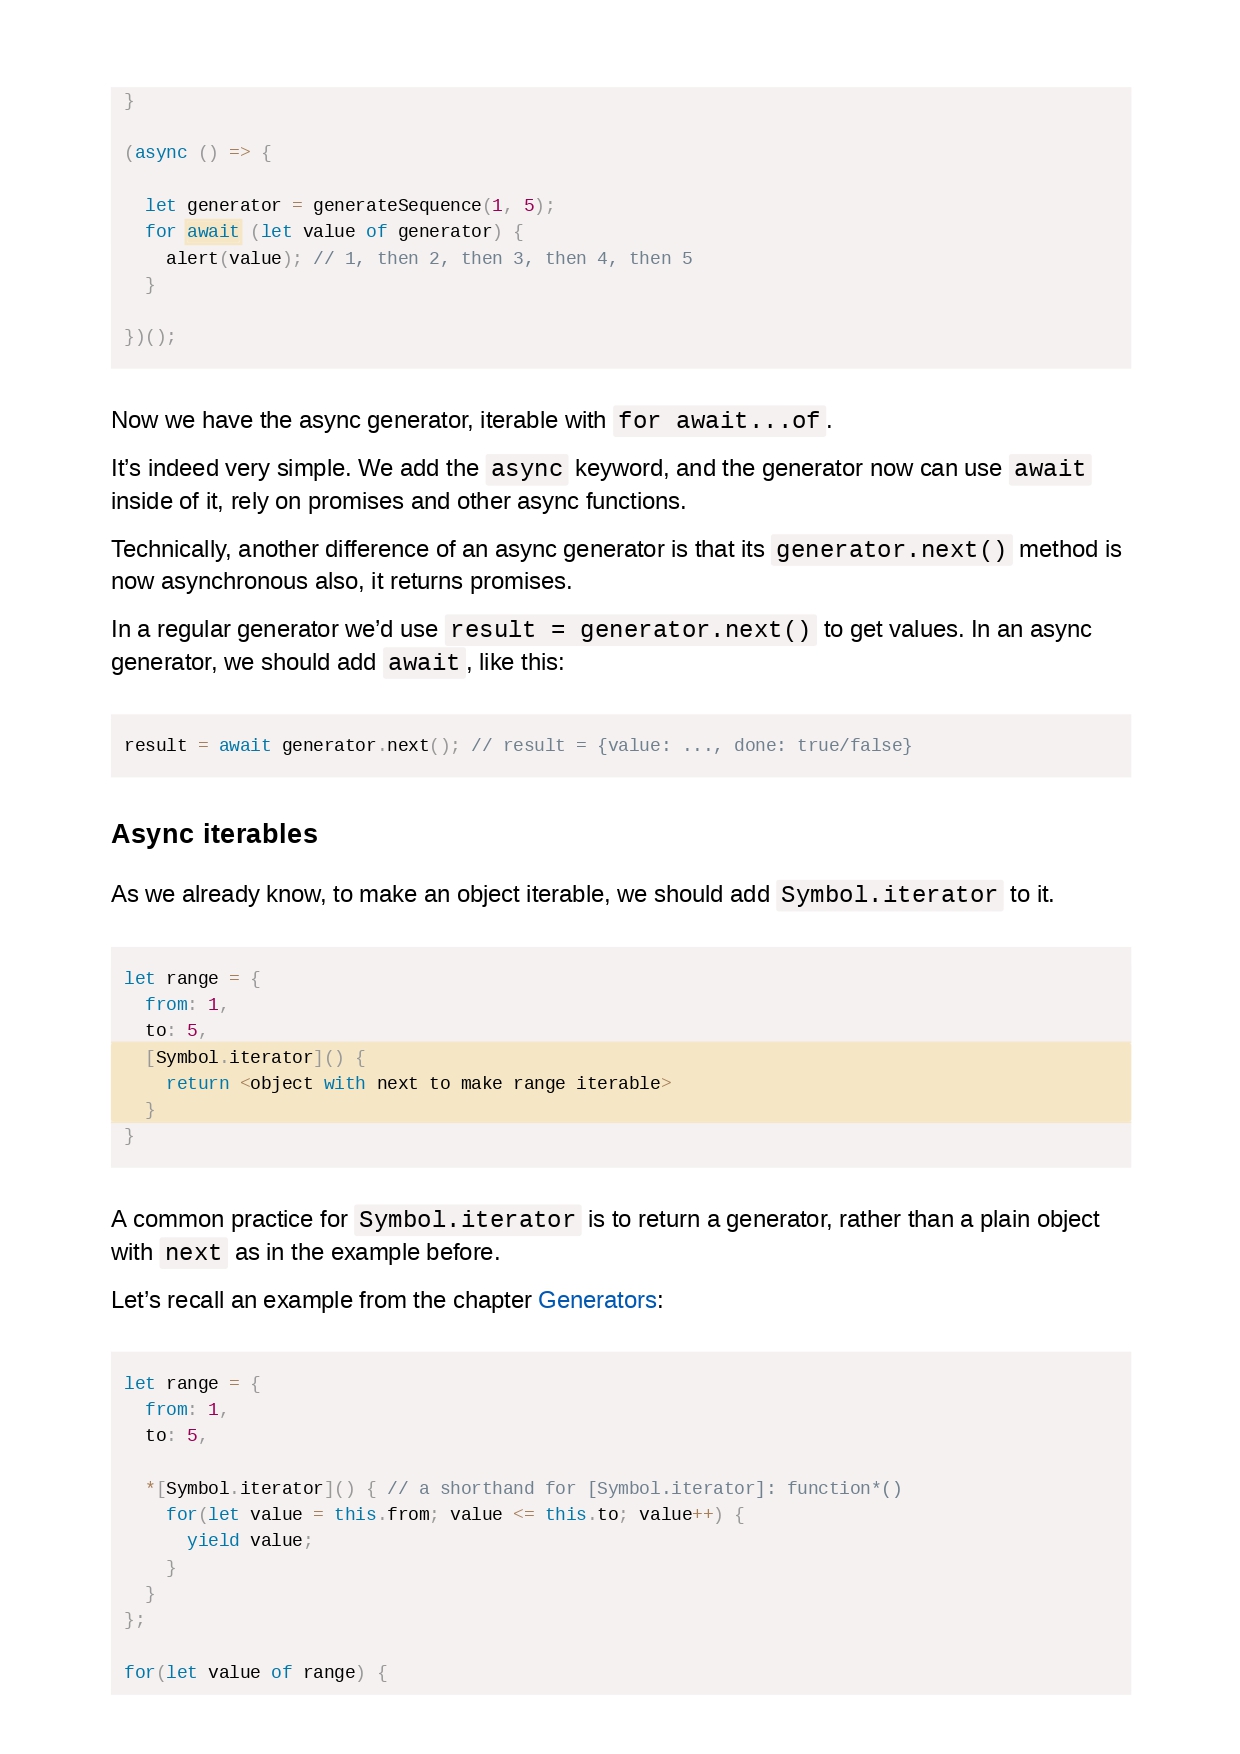 }
(async () => {
let generator = generateSequence(1, 5);
for await (let value of generator) {
alert(value); // 1, then 2, then 3, then 4, then 5
}
})();
Now we have the async generator, iterable with for await...of.
It’s indeed very simple. We add the async keyword, and the generator now can use await
inside of it, rely on promises and other async functions.
Technically, another difference of an async generator is that its generator.next() method is
now asynchronous also, it returns promises.
In a regular generator we’d use result = generator.next() to get values. In an async
generator, we should add await, like this:
result = await generator.next(); // result = {value: ..., done: true/false}
Async iterables
As we already know, to make an object iterable, we should add Symbol.iterator to it.
let range = {
from: 1,
to: 5,
[Symbol.iterator]() {
return <object with next to make range iterable>
}
}
A common practice for Symbol.iterator is to return a generator, rather than a plain object
with next as in the example before.
Let’s recall an example from the chapter Generators:
let range = {
from: 1,
to: 5,
*[Symbol.iterator]() { // a shorthand for [Symbol.iterator]: function*()
for(let value = this.from; value <= this.to; value++) {
yield value;
}
}
};
for(let value of range) {